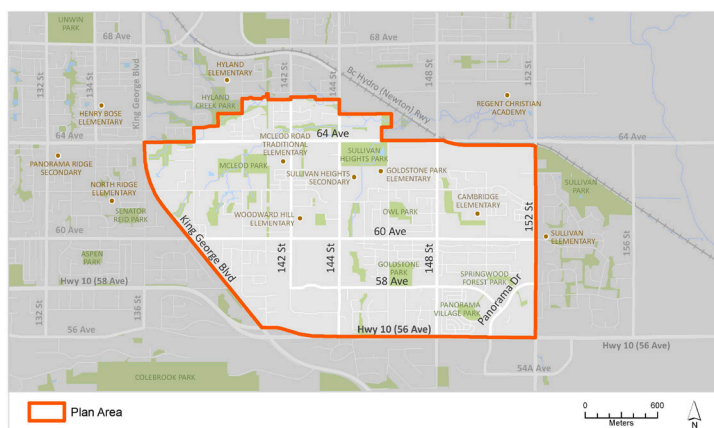 UNWIN
PARK
68 Ave
68 Ave
132 St
134 St
King George Blvd
HYLAND
ELEMENTARY
142 St
144 St
Bc Hydro (Newton) Rwy
148 St
152 St
HENRY BOSE
ELEMENTARY
HYLAND
CREEK PARK
REGENT CHRISTIAN
ACADEMY
64 Ave
64 Ave
64 Ave
MCLEOD ROAD
TRADITIONAL
ELEMENTARY
PANORAMA RIDGE
SECONDARY
MCLEOD PARK
SULLIVAN
HEIGHTS PARK
SULLIVAN HEIGHTS
SECONDARY
GOLDSTONE PARK
ELEMENTARY
SULLIVAN
PARK
NORTH RIDGE
ELEMENTARY
SENATOR
REID PARK
WOODWARD HILL
ELEMENTARY
OWL PARK
CAMBRIDGE
ELEMENTARY
152 St
60 Ave
King George Blvd
60 Ave
60 Ave
SULLIVAN
ELEMENTARY
156 St
ASPEN
PARK
142 St
144 St
148 St
Hwy 10 (58 Ave)
GOLDSTONE
PARK
58 Ave
SPRINGWOOD
FOREST PARK
132 St
136 St
PANORAMA
VILLAGE PARK
Panorama Dr
56 Ave
Hwy 10 (56 Ave)
Hwy 10 (56 Ave)
54A Ave
COLEBROOK PARK
Plan Area
0 600
Meters
N